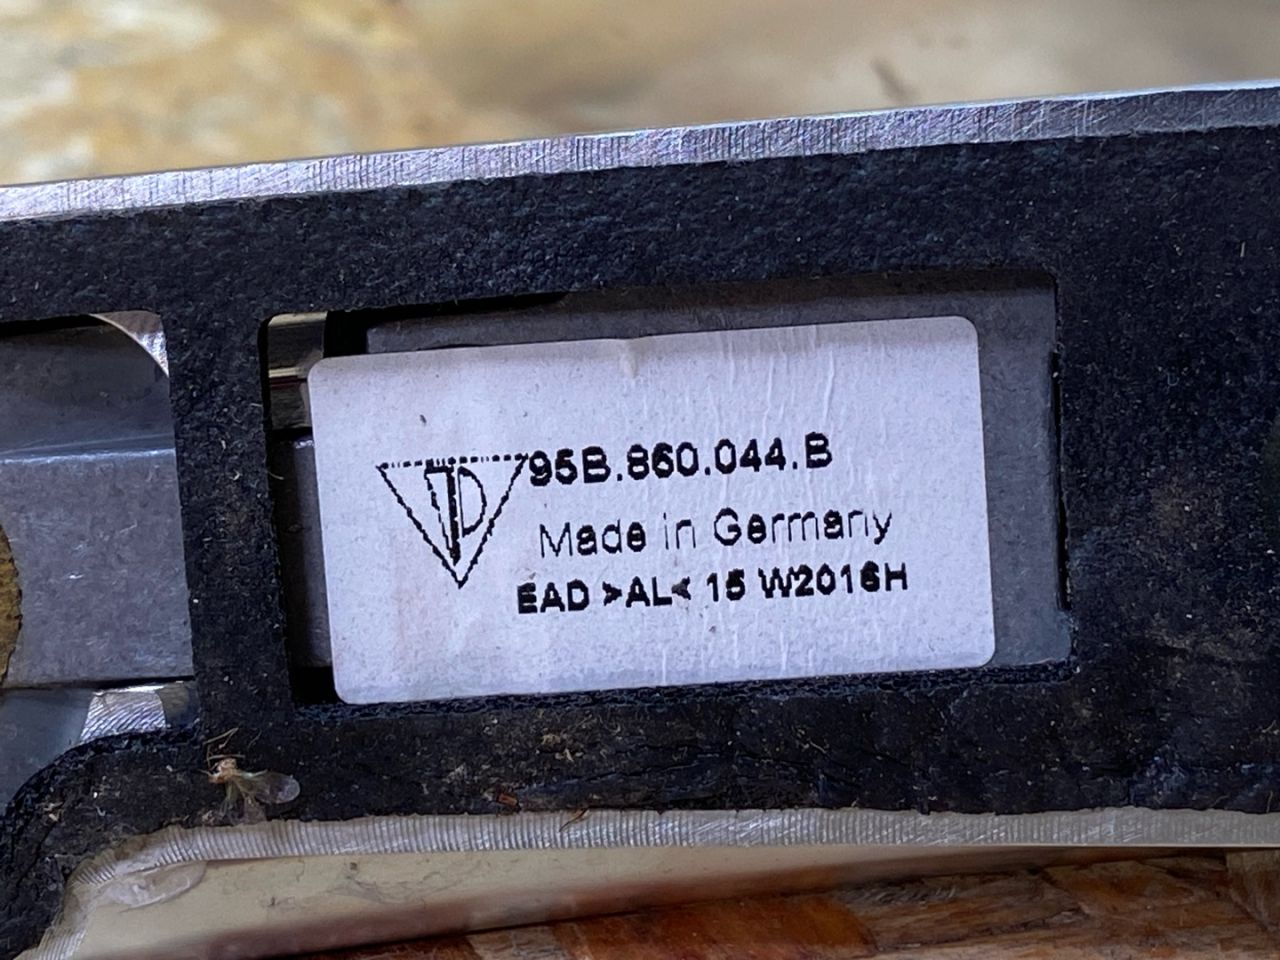 95B.860.044.B
Made in Germany
EAD >AL< 15 W2016H